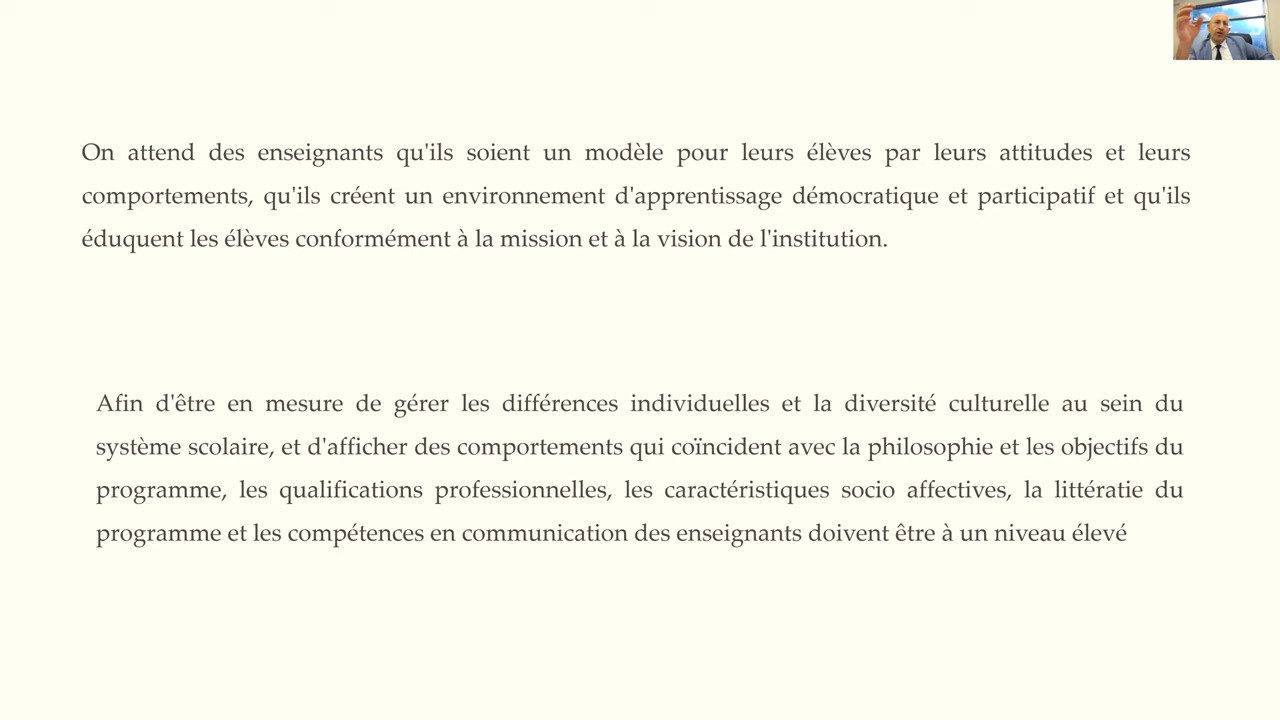 On attend des enseignants qu'ils soient un modèle pour leurs élèves par leurs attitudes et leurs
comportements, qu'ils créent un environnement d'apprentissage démocratique et participatif et qu'ils
éduquent les élèves conformément à la mission et à la vision de l'institution.
Afin d'être en mesure de gérer les différences individuelles et la diversité culturelle au sein du
système scolaire, et d'afficher des comportements qui coïncident avec la philosophie et les objectifs du
programme, les qualifications professionnelles, les caractéristiques socio affectives, la littératie du
programme et les compétences en communication des enseignants doivent être à un niveau élevé